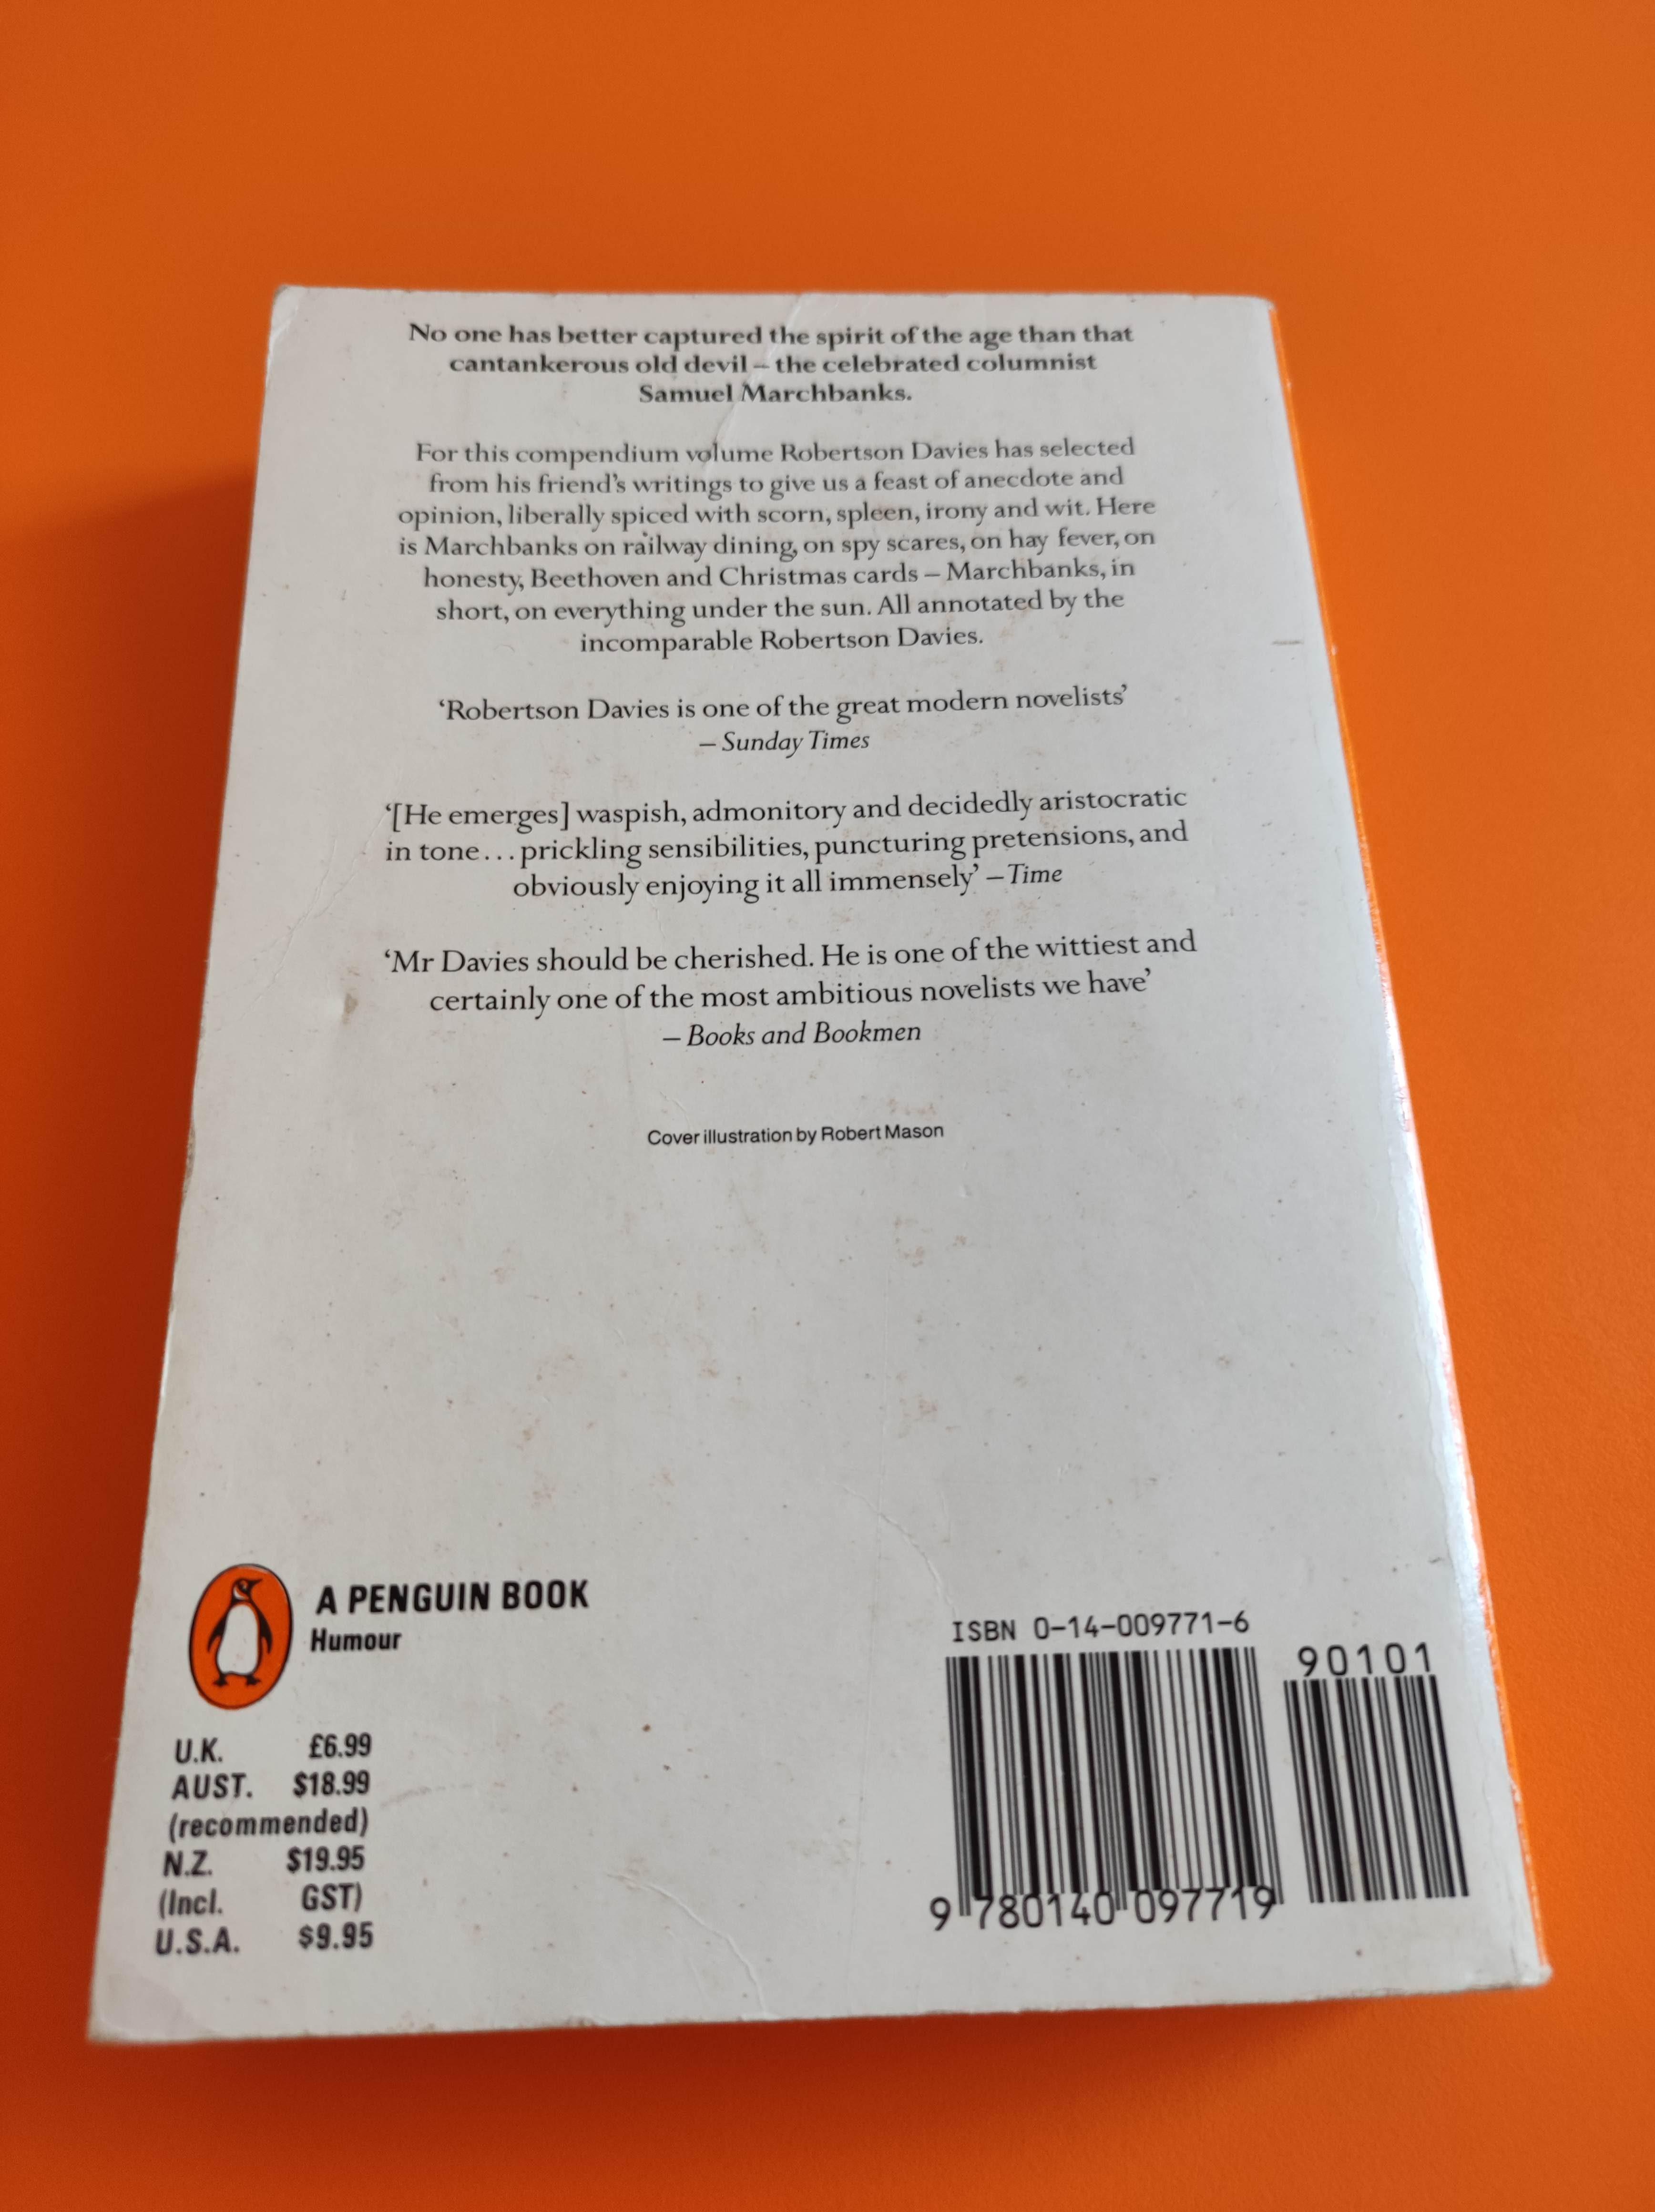 No one has better captured the spirit of the age than that
cantankerous old devil – the celebrated columnist
Samuel Marchbanks.
For this compendium volume Robertson Davies has selected
from his friend's writings to give us a feast of anecdote and
opinion, liberally spiced with scorn, spleen, irony and wit. Here
is Marchbanks on railway dining, on spy scares, on hay fever, on
honesty, Beethoven and Christmas cards – Marchbanks, in
short, on everything under the sun. All annotated by the
incomparable Robertson Davies.
‘Robertson Davies is one of the great modern novelists’
– Sunday Times
‘[He emerges] waspish, admonitory and decidedly aristocratic
in tone... prickling sensibilities, puncturing pretensions, and
obviously enjoying it all immensely’ – Time
‘Mr Davies should be cherished. He is one of the wittiest and
certainly one of the most ambitious novelists we have’
– Books and Bookmen
Cover illustration by Robert Mason
A PENGUIN BOOK
Humour
U.K. £6.99
AUST. $18.99
(recommended)
N.Z. $19.95
(Incl. GST)
U.S.A. $9.95
ISBN 0-14-009771-6
90101
9 780140 097719